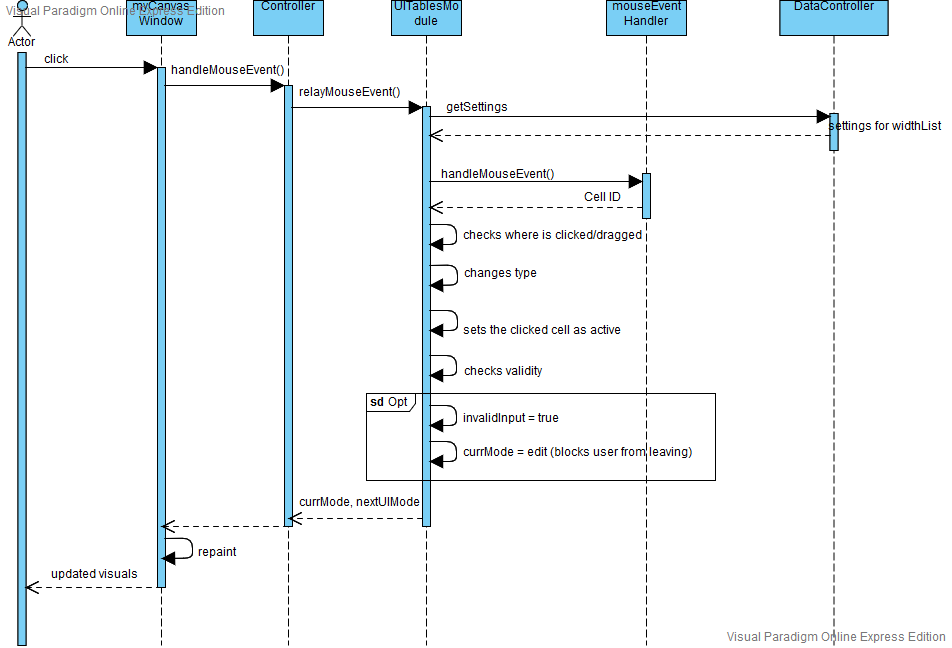 Visual Paradigm Online Express Edition
myCanvas
Window
Controller
UITablesMo
dule
mouseEvent
Handler
DataController
Actor
click
handleMouseEvent()
relayMouseEvent()
getSettings
settings for widthList
handleMouseEvent()
Cell ID
checks where is clicked/dragged
changes type
sets the clicked cell as active
checks validity
sd Opt
invalidInput = true
currMode = edit (blocks user from leaving)
currMode, nextUIMode
repaint
updated visuals
Visual Paradigm Online Express Edition